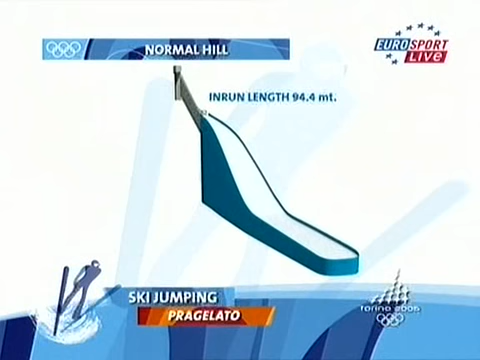 NORMAL HILL
EUROSPORT
LIVE
INRUN LENGTH 94.4 mt.
SKI JUMPING
PRAGELATO
torino 2006